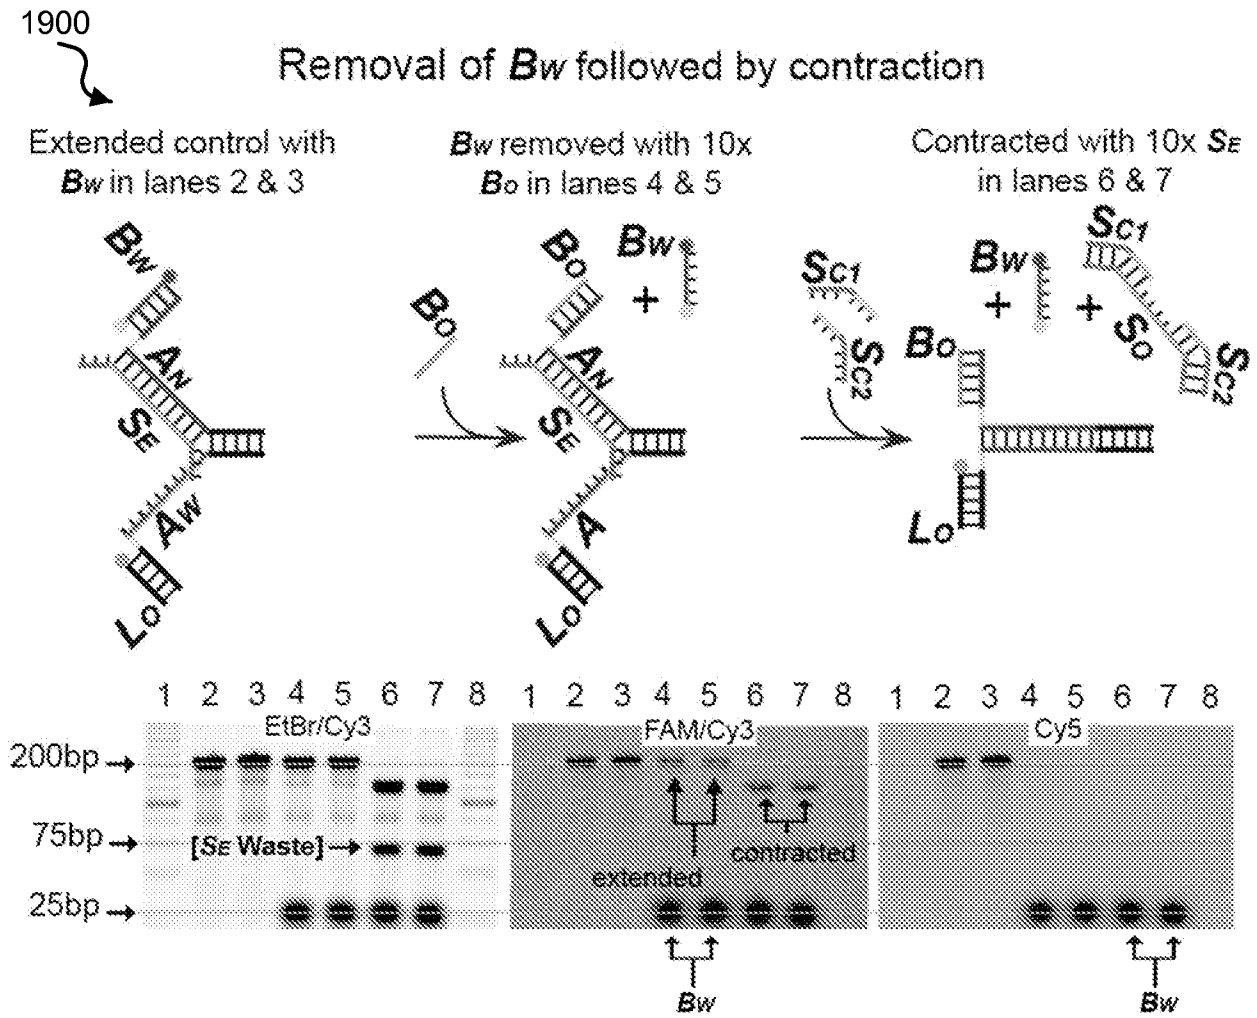 1900
Removal of Bw followed by contraction
Extended control with
Bw in lanes 2 & 3
Bw removed with 10x
Bo in lanes 4 & 5
Contracted with 10x SE
in lanes 6 & 7
BW
AN
SE
AW
LO
BO
BO
BW
+
AN
SE
A
LO
SC1
SC2
BO
LO
+
BW
+
SC1
SO
SC2
1 2 3 4 5 6 7 8
EtBr/Cy3
1 2 3 4 5 6 7 8
FAM/Cy3
1 2 3 4 5 6 7 8
Cy5
200bp
75bp
25bp
[SE Waste]
extended
contracted
BW
BW